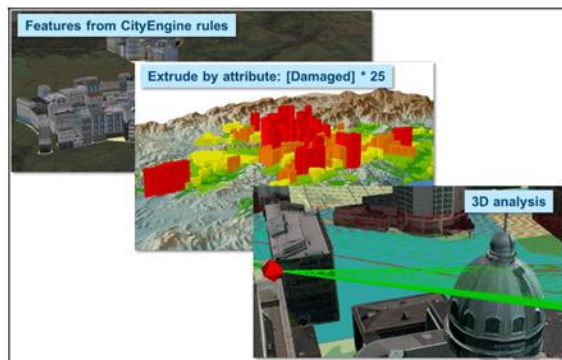 Features from CityEngine rules
Extrude by attribute: [Damaged] * 25
3D analysis